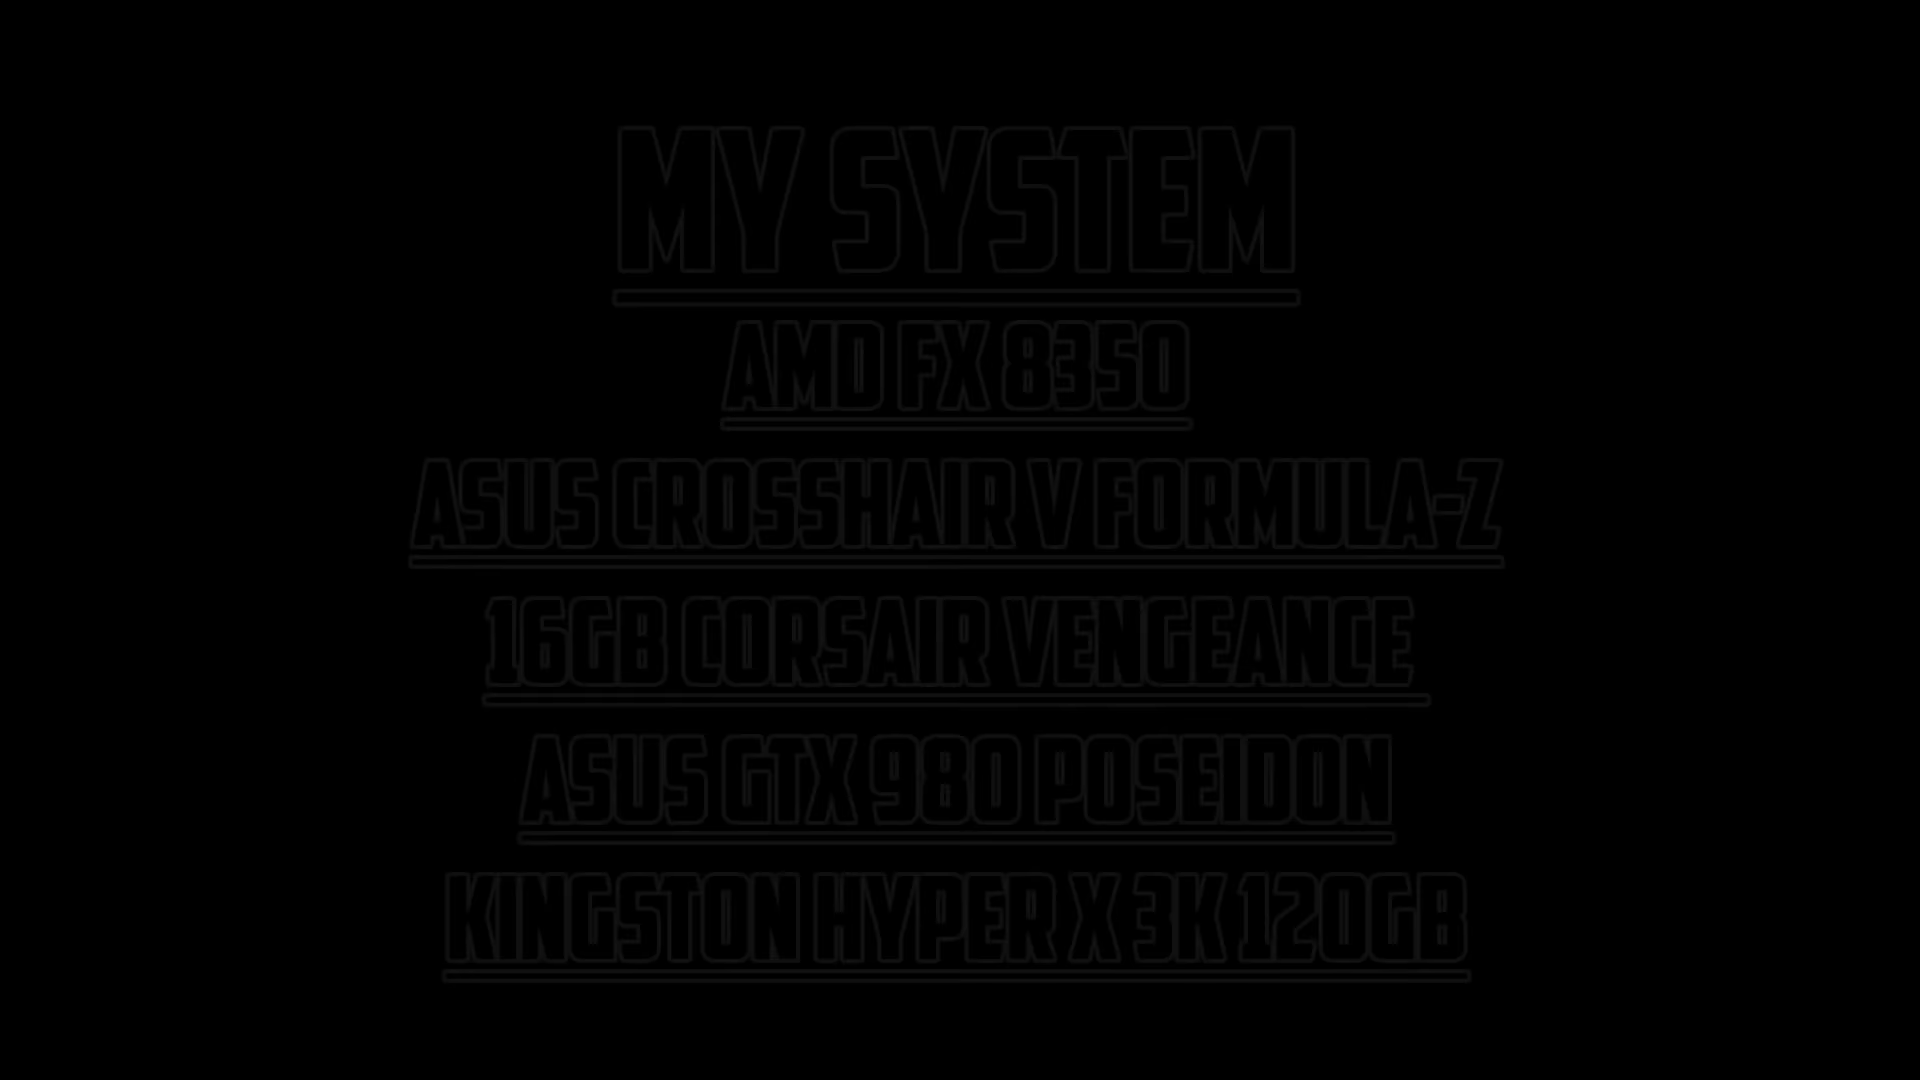 MY SYSTEM
AMD FX 8350
ASUS CROSSHAIR V FORMULA-Z
16GB CORSAIR VENGEANCE
ASUS GTX 980 POSEIDON
KINGSTON HYPER X 3K 120GB